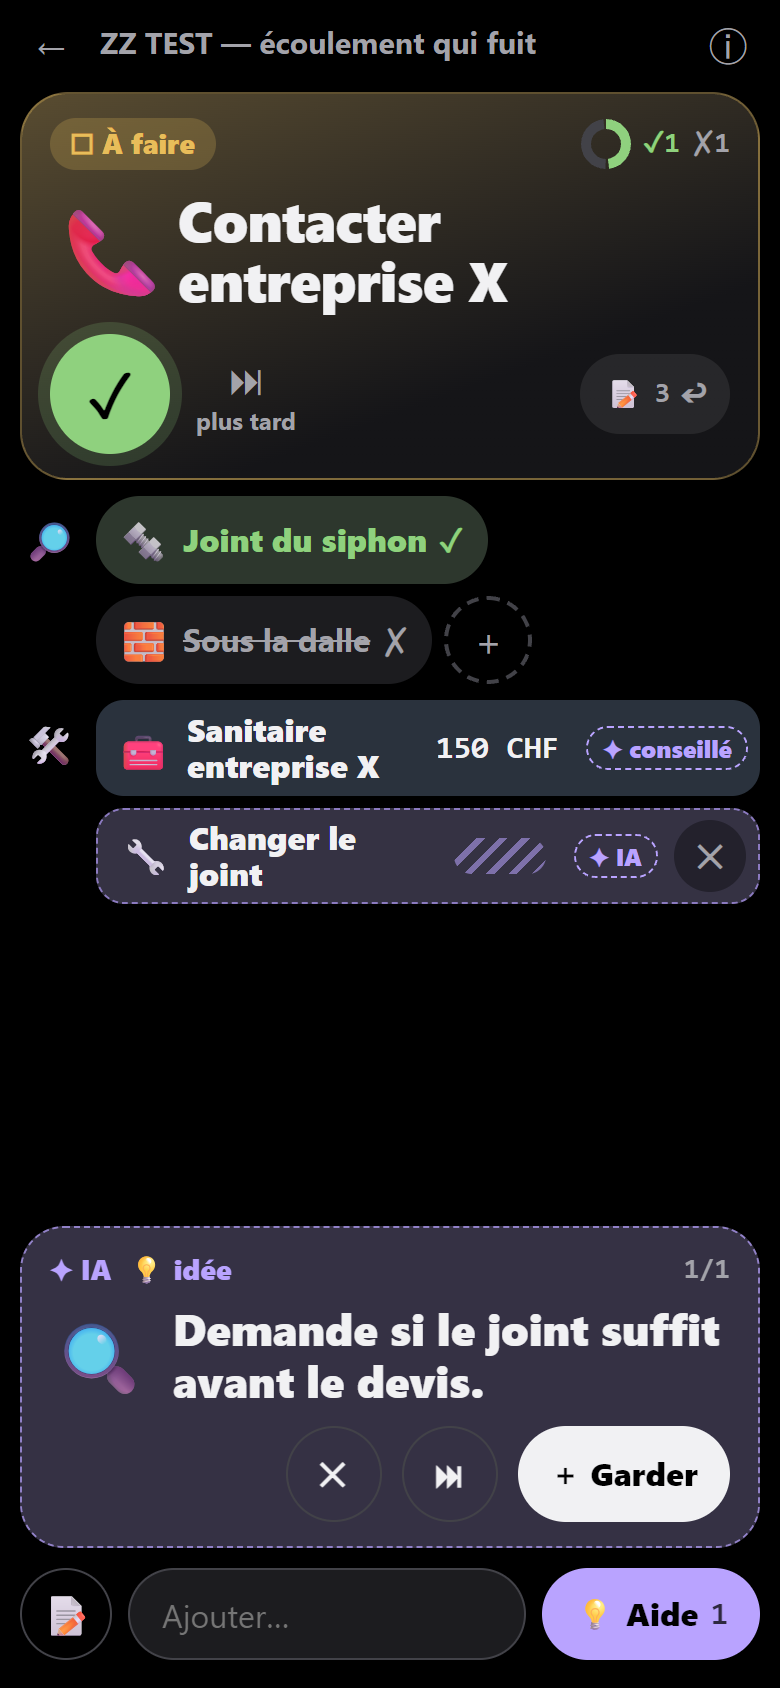 ← ZZ TEST — écoulement qui fuit ⓘ
☐ À faire ✓1 ✗1
Contacter
entreprise X
✓
plus tard
3 ↩
Joint du siphon ✓
Sous la dalle ✗ +
Sanitaire
entreprise X 150 CHF ✦ conseillé
Changer le
joint ✦ IA ×
✦ IA 💡 idée 1/1
Demande si le joint suffit
avant le devis.
× ⏭ + Garder
Ajouter… 💡 Aide 1